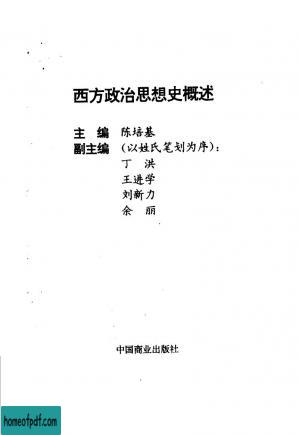 西方政治思想史概述
主编 陈培基
副主编 (以姓氏笔划为序):
丁洪
王进学
刘新力
余丽
中国商业出版社
homeofpdf.com